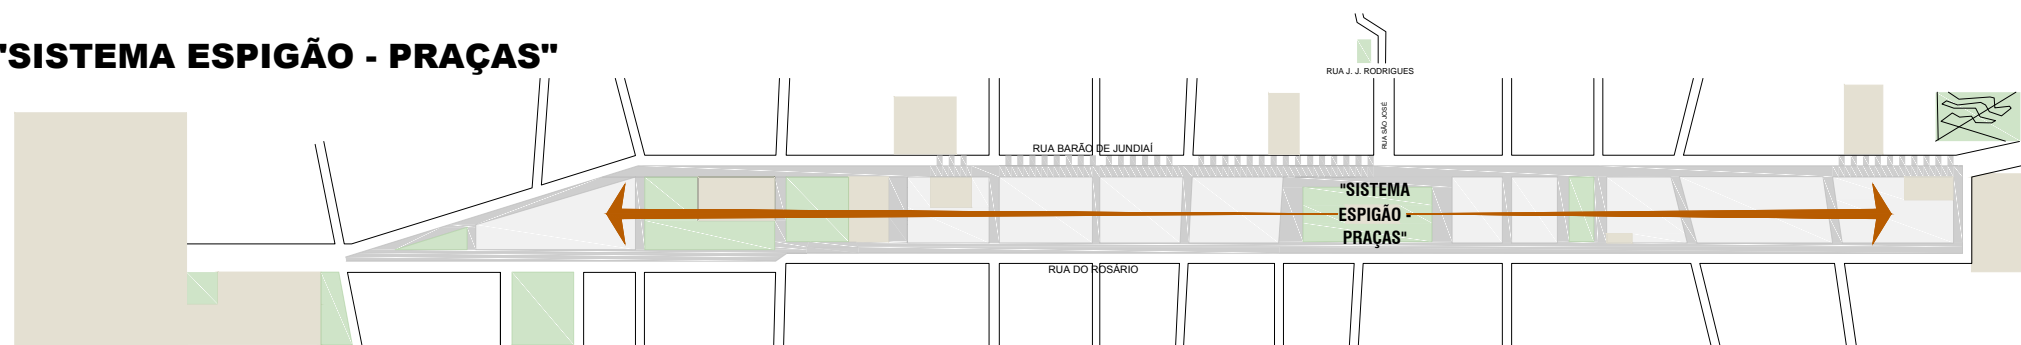 "SISTEMA ESPIGÃO - PRAÇAS"
RUA J. J. RODRIGUES
RUA SÃO JOSÉ
RUA BARÃO DE JUNDIAÍ
"SISTEMA
ESPIGÃO -
PRAÇAS"
RUA DO ROSÁRIO